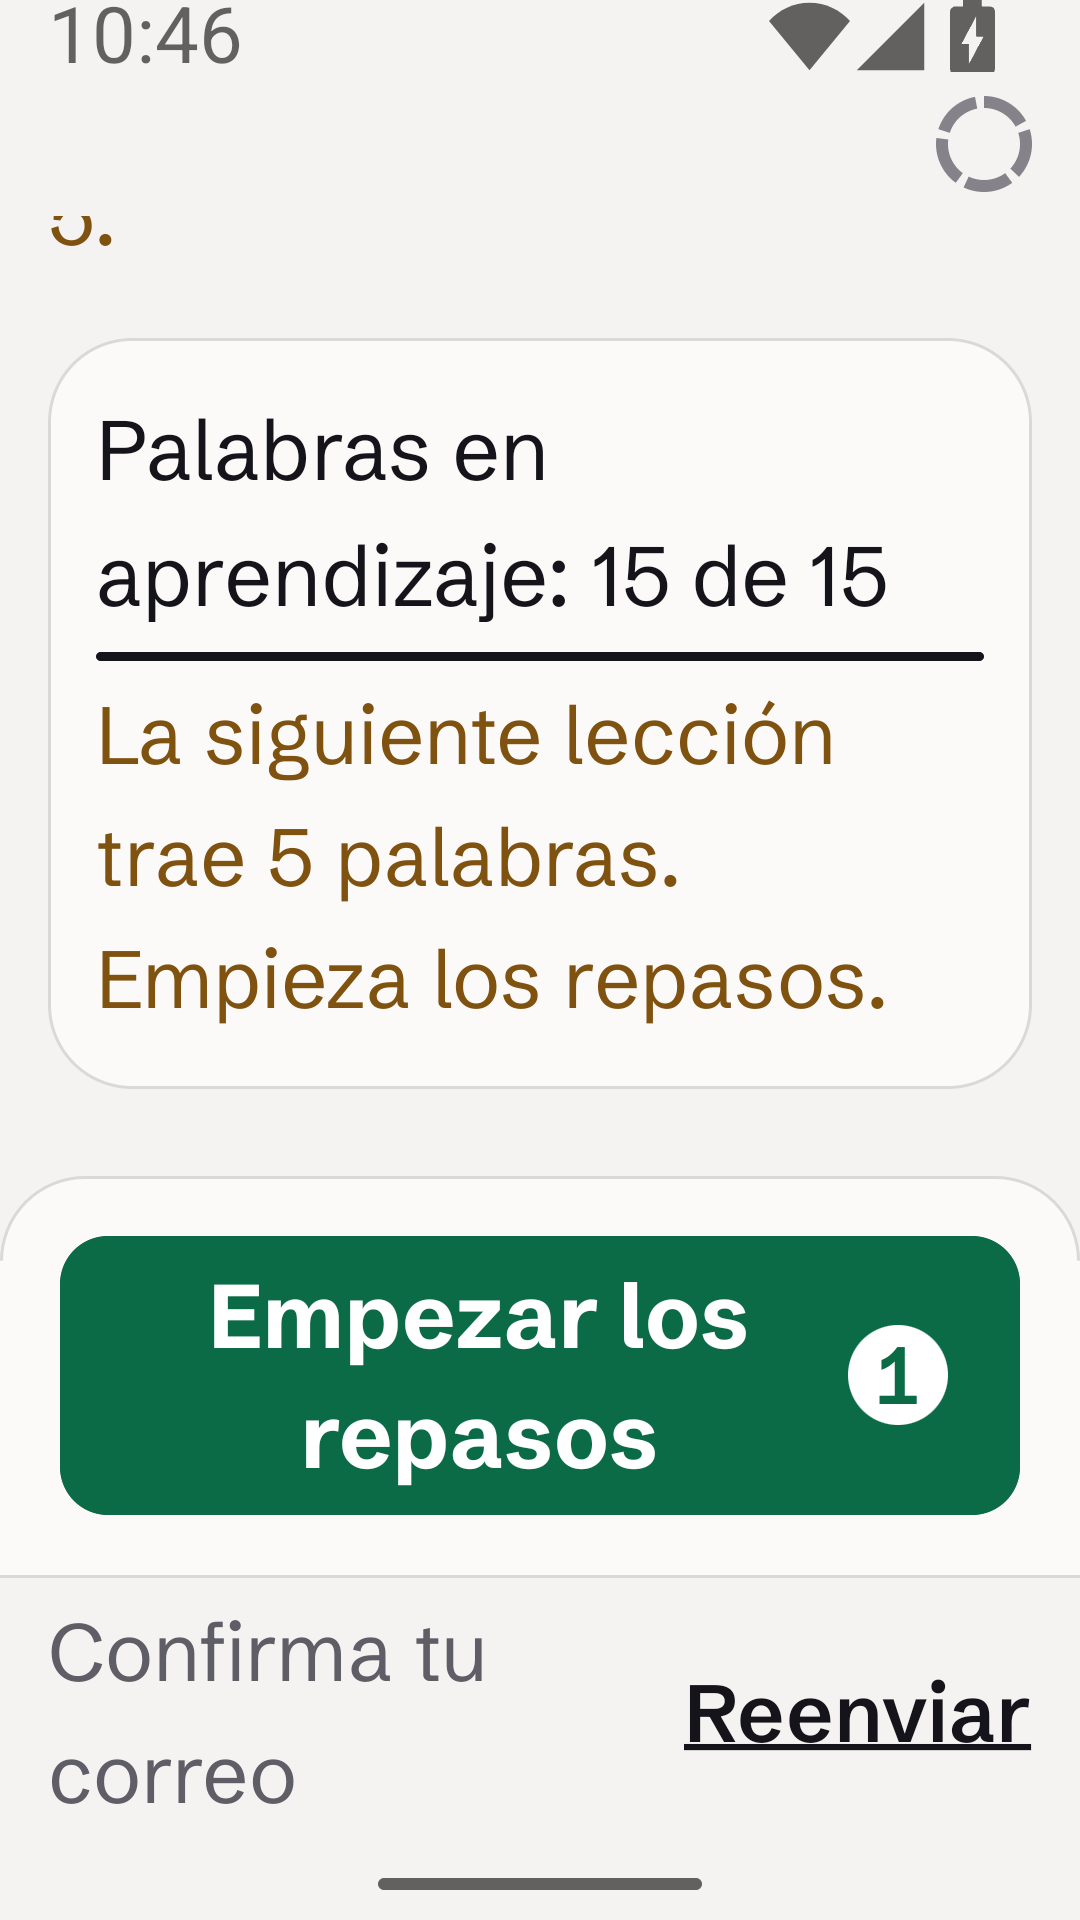 10:46
5.
Palabras en
aprendizaje: 15 de 15
La siguiente lección
trae 5 palabras.
Empieza los repasos.
Empezar los
repasos
1
Confirma tu
correo
Reenviar